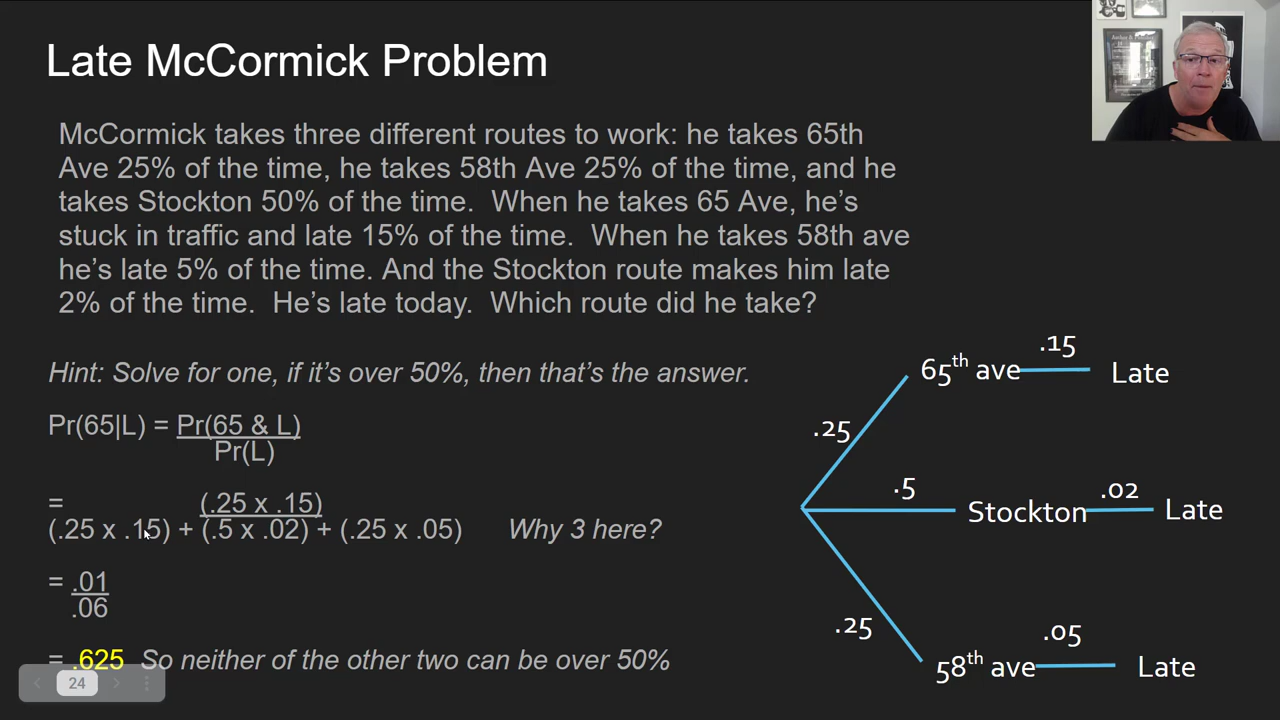 Late McCormick Problem
McCormick takes three different routes to work: he takes 65th
Ave 25% of the time, he takes 58th Ave 25% of the time, and he
takes Stockton 50% of the time.  When he takes 65 Ave, he’s
stuck in traffic and late 15% of the time.  When he takes 58th ave
he’s late 5% of the time. And the Stockton route makes him late
2% of the time.  He’s late today.  Which route did he take?
Hint: Solve for one, if it’s over 50%, then that’s the answer.
Pr(65|L) = Pr(65 & L)
Pr(L)
= (.25 x .15)
(.25 x .15) + (.5 x .02) + (.25 x .05) Why 3 here?
= .01
.06
= .625 So neither of the other two can be over 50%
24
.15
65th ave Late
.25
.5 .02
Stockton Late
.25 .05
58th ave Late